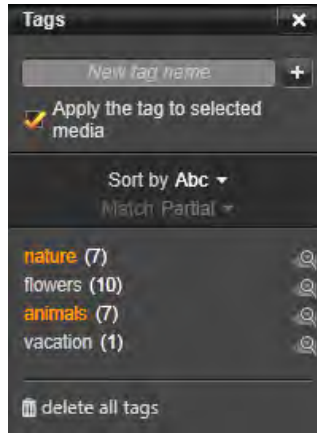 Tags
New tag name
+
Apply the tag to selected
media
Sort by Abc
Match Partial
nature (7)
flowers (10)
animals (7)
vacation (1)
delete all tags